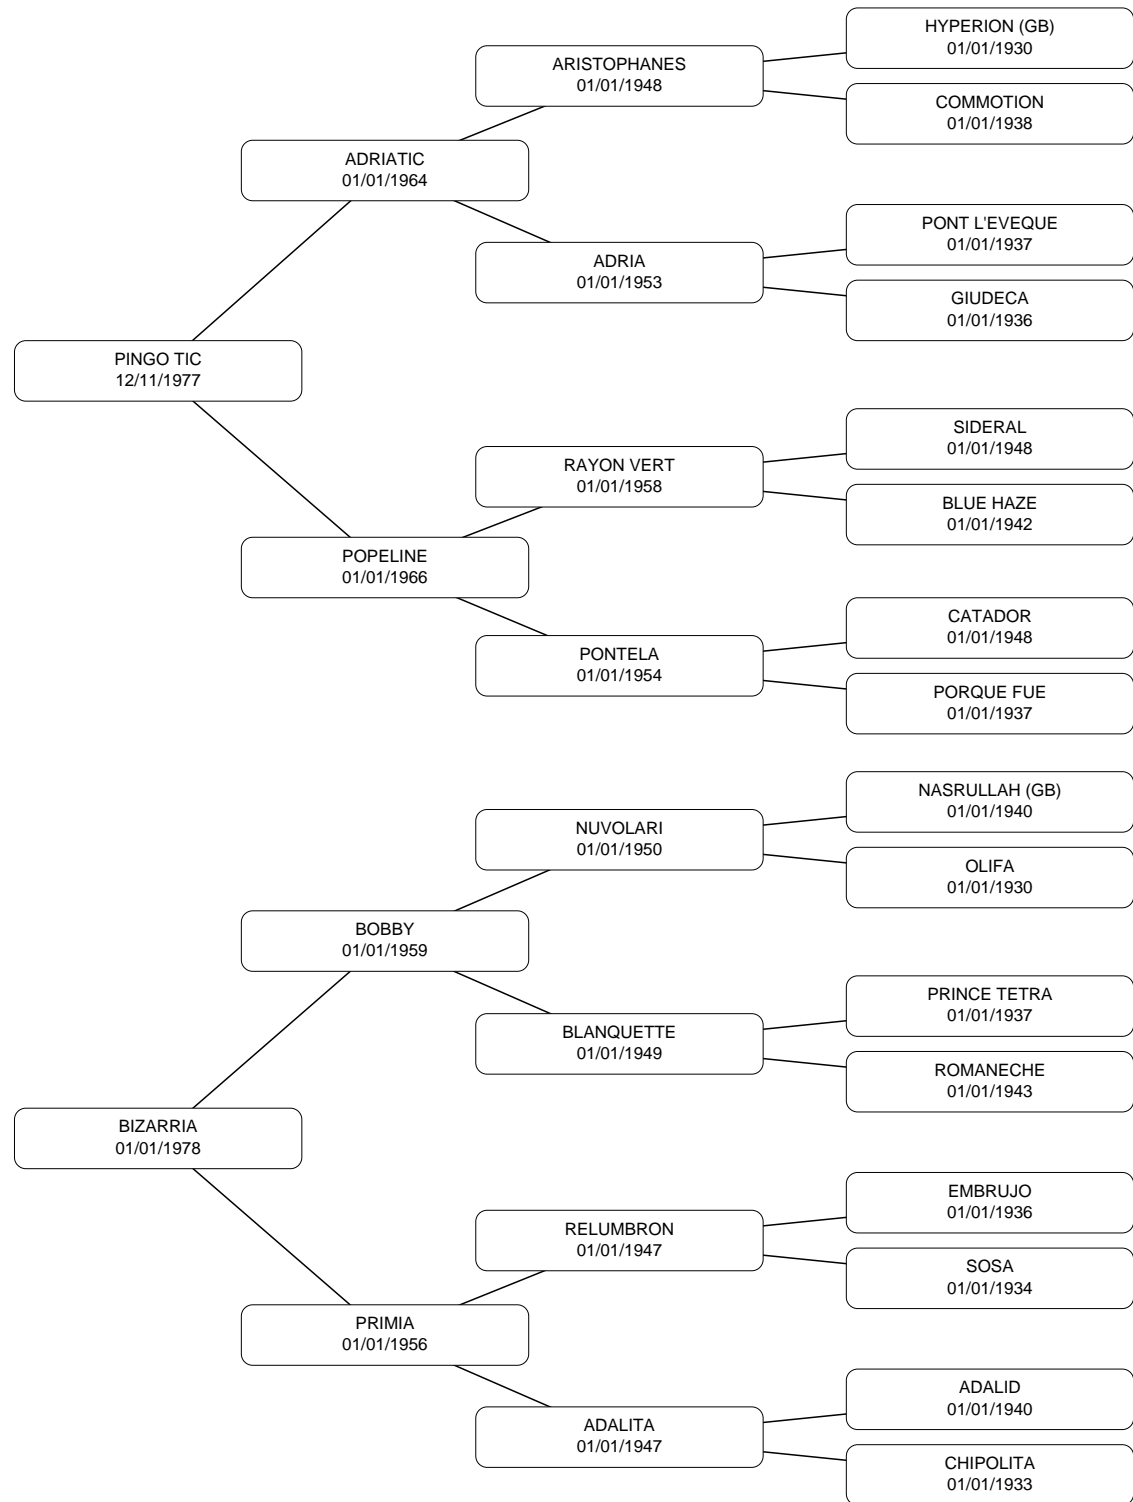 HYPERION (GB)
01/01/1930
ARISTOPHANES
01/01/1948
COMMOTION
01/01/1938
ADRIATIC
01/01/1964
PONT L'EVEQUE
01/01/1937
ADRIA
01/01/1953
GIUDECA
01/01/1936
PINGO TIC
12/11/1977
SIDERAL
01/01/1948
RAYON VERT
01/01/1958
BLUE HAZE
01/01/1942
POPELINE
01/01/1966
CATADOR
01/01/1948
PONTELA
01/01/1954
PORQUE FUE
01/01/1937
NASRULLAH (GB)
01/01/1940
NUVOLARI
01/01/1950
OLIFA
01/01/1930
BOBBY
01/01/1959
PRINCE TETRA
01/01/1937
BLANQUETTE
01/01/1949
ROMANECHE
01/01/1943
BIZARRIA
01/01/1978
EMBRUJO
01/01/1936
RELUMBRON
01/01/1947
SOSA
01/01/1934
PRIMIA
01/01/1956
ADALID
01/01/1940
ADALITA
01/01/1947
CHIPOLITA
01/01/1933